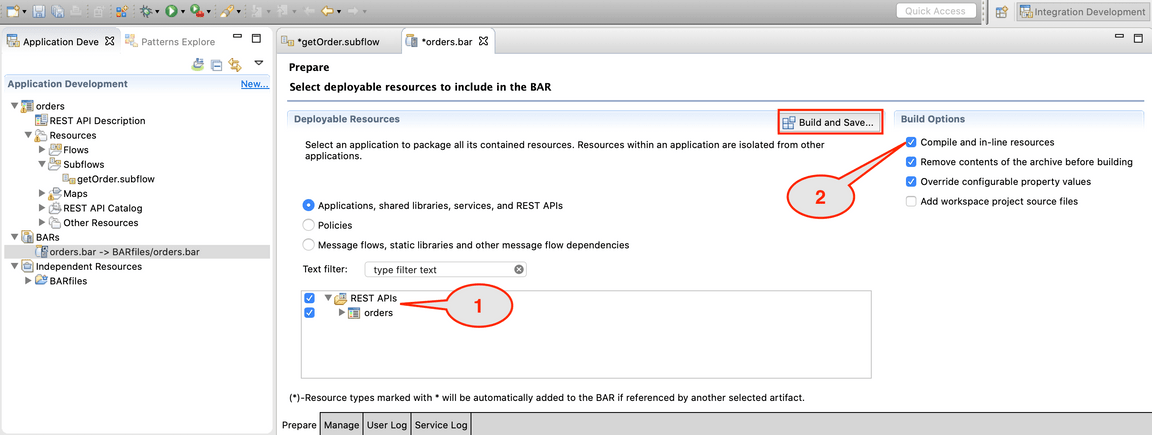 Quick Access
Integration Development
Application Deve
Patterns Explore
Application Development
New...
orders
REST API Description
Resources
Flows
Subflows
getOrder.subflow
Maps
REST API Catalog
Other Resources
BARs
orders.bar -> BARfiles/orders.bar
Independent Resources
BARfiles
*getOrder.subflow
*orders.bar
Prepare
Select deployable resources to include in the BAR
Deployable Resources
Build and Save...
Select an application to package all its contained resources. Resources within an application are isolated from other
applications.
Applications, shared libraries, services, and REST APIs
Policies
Message flows, static libraries and other message flow dependencies
Text filter:
type filter text
REST APIs
orders
1
(*)-Resource types marked with * will be automatically added to the BAR if referenced by another selected artifact.
Build Options
Compile and in-line resources
Remove contents of the archive before building
Override configurable property values
Add workspace project source files
2
Prepare
Manage
User Log
Service Log